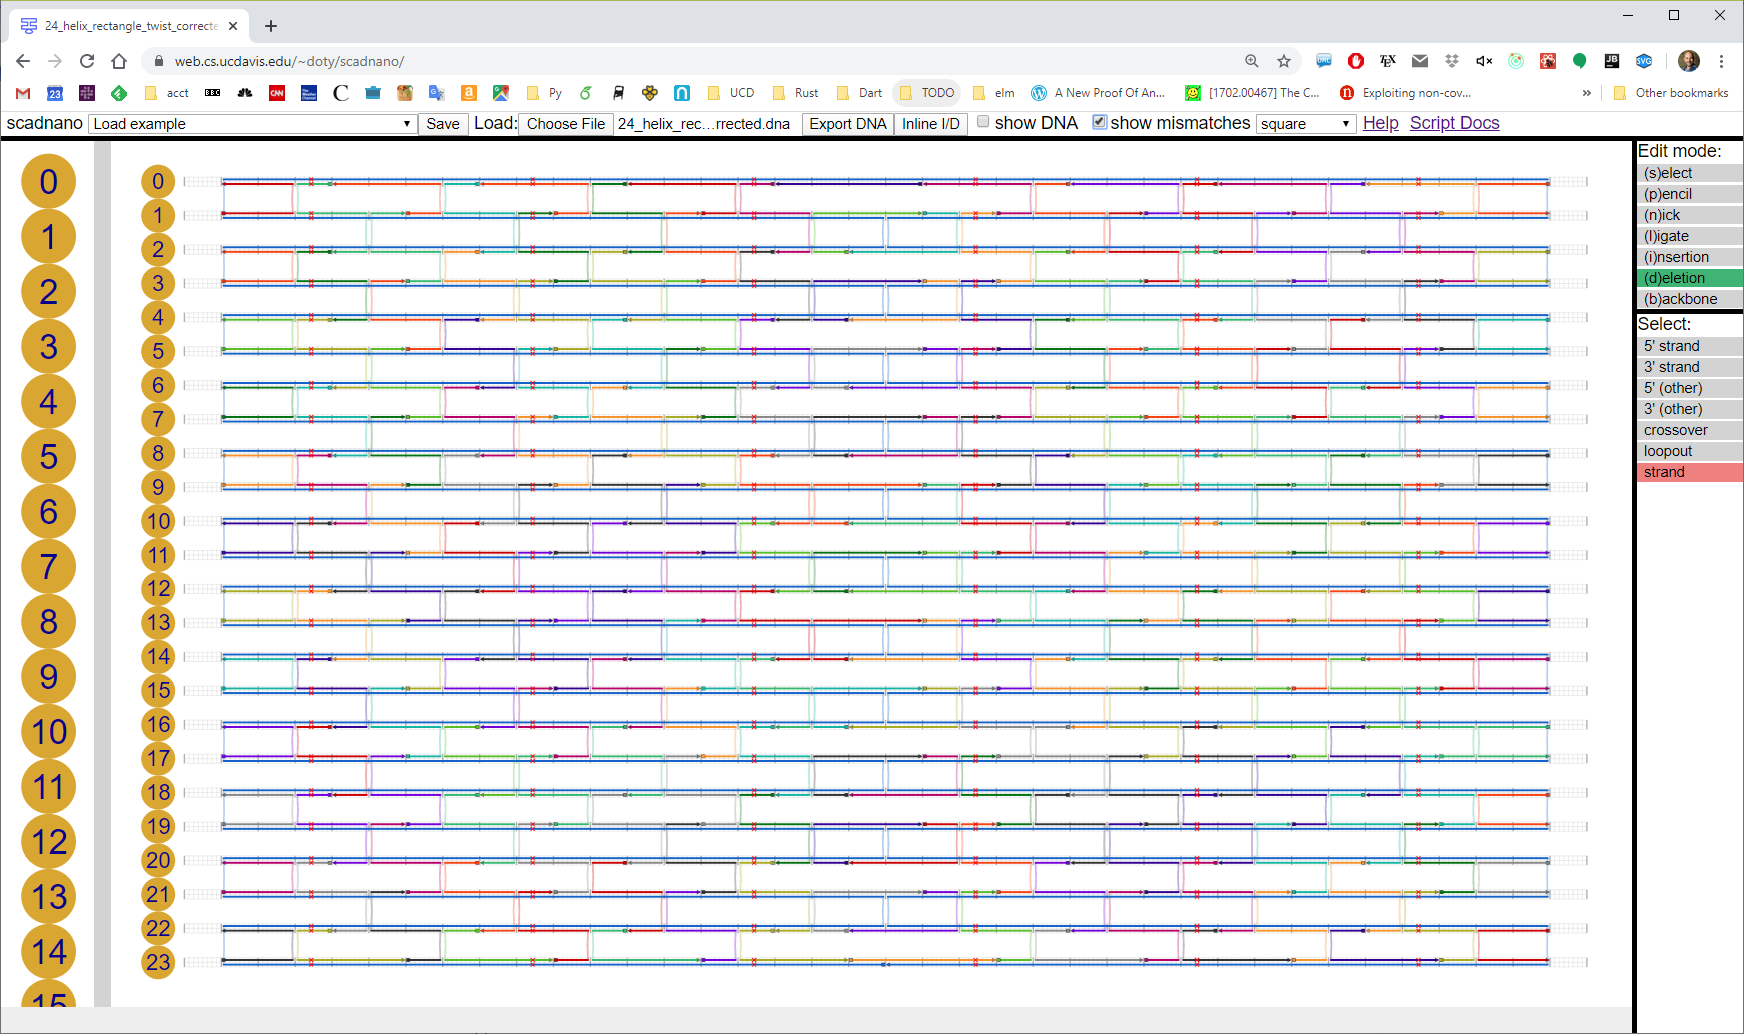 24_helix_rectangle_twist_correcte
web.cs.ucdavis.edu/~doty/scadnano/
acct
UCD
Py
Rust
Dart
TODO
elm
A New Proof Of An...
[1702.00467] The C...
Exploiting non-cov...
»
Other bookmarks
scadnano Load example Save Load: Choose File 24_helix_rec...rrected.dna Export DNA Inline I/D show DNA show mismatches square Help Script Docs
Edit mode:
(s)elect
(p)encil
(n)ick
(l)igate
(i)nsertion
(d)eletion
(b)ackbone
Select:
5' strand
3' strand
5' (other)
3' (other)
crossover
loopout
strand
0
1
2
3
4
5
6
7
8
9
10
11
12
13
14
15
0
1
2
3
4
5
6
7
8
9
10
11
12
13
14
15
16
17
18
19
20
21
22
23